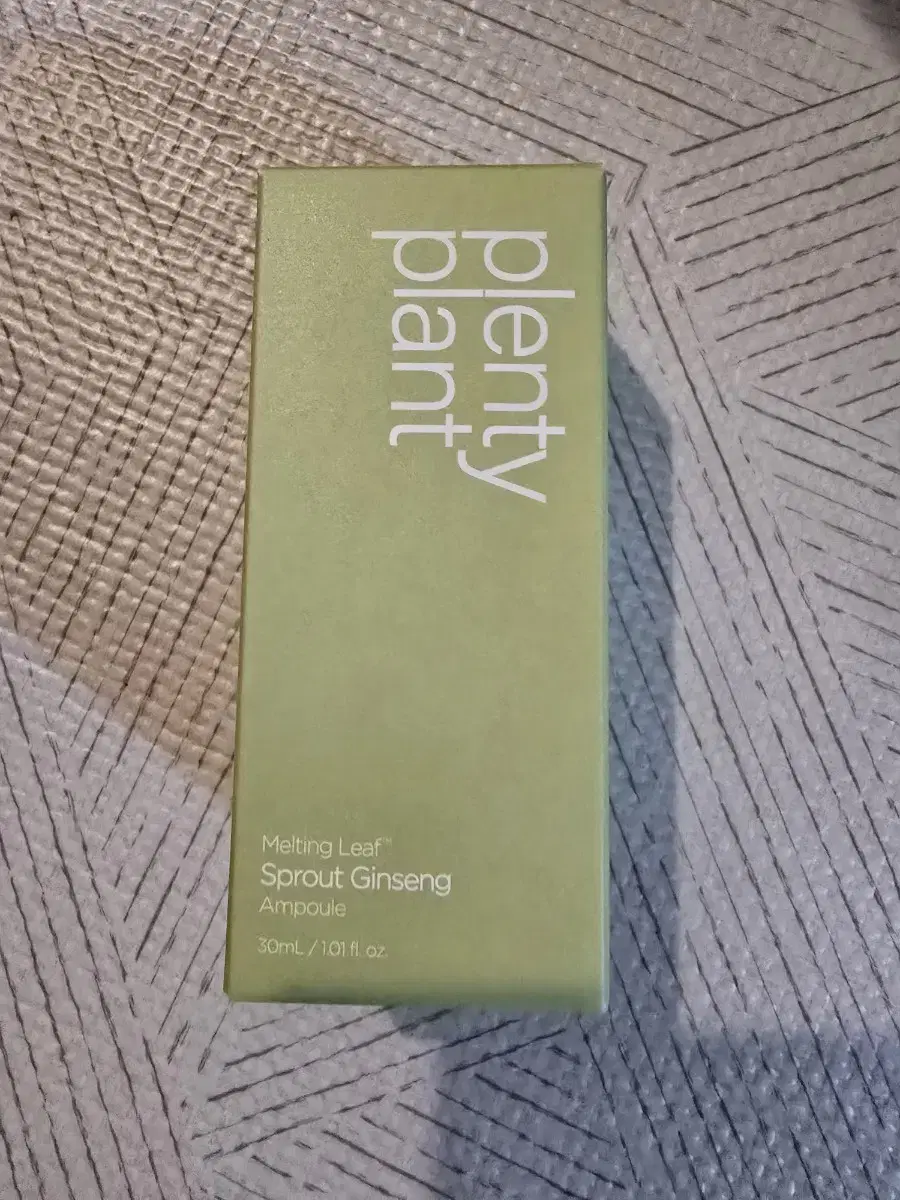 plenty
plant
Melting Leaf™
Sprout Ginseng
Ampoule
30mL / 1.01 fl. oz.